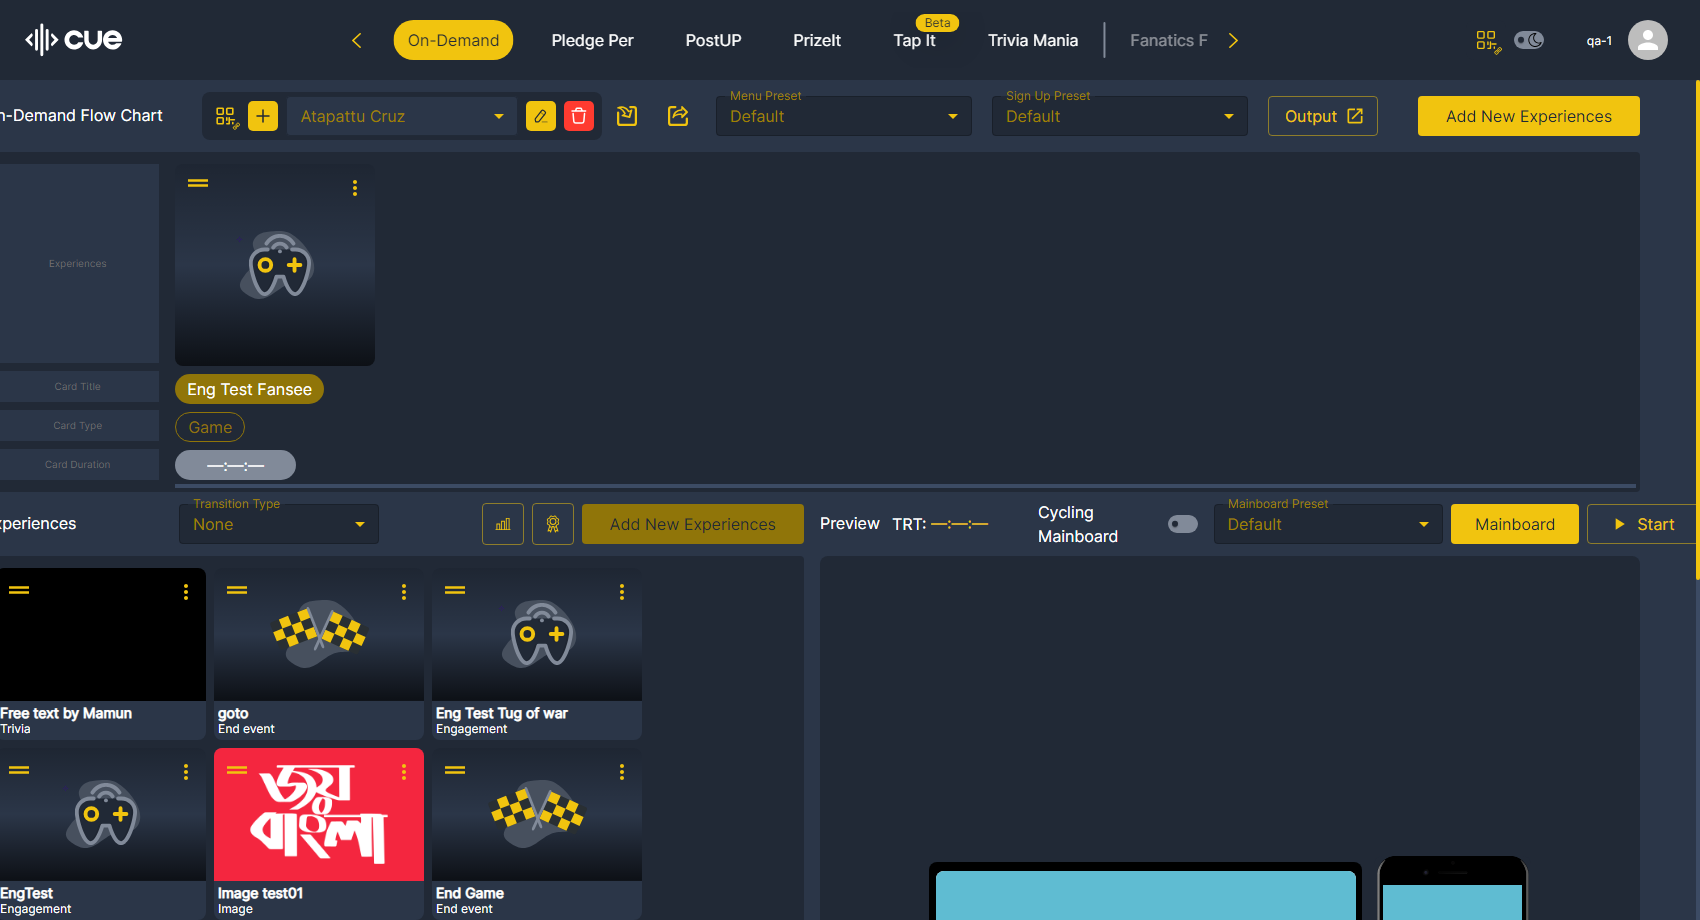 cue
On-Demand
Pledge Per
PostUP
PrizeIt
Beta
Tap It
Trivia Mania
Fanatics F
qa-1
n-Demand Flow Chart
Atapattu Cruz
Menu Preset
Default
Sign Up Preset
Default
Output
Add New Experiences
Experiences
Card Title
Card Type
Card Duration
Eng Test Fansee
Game
—:—:—
xperiences
Transition Type
None
Add New Experiences
Preview TRT: —:—:—
Cycling
Mainboard
Mainboard Preset
Default
Mainboard
Start
Free text by Mamun
Trivia
goto
End event
Eng Test Tug of war
Engagement
জয়
বাংলা
EngTest
Engagement
Image test01
Image
End Game
End event